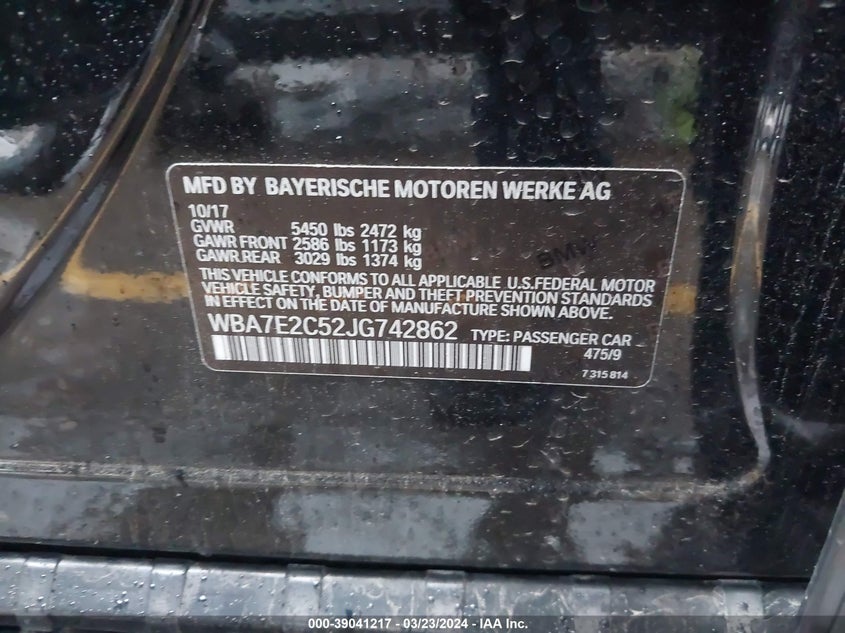 MFD BY BAYERISCHE MOTOREN WERKE AG
10/17
GVWR 5450 lbs 2472 kg
GAWR FRONT 2586 lbs 1173 kg
GAWR REAR 3029 lbs 1374 kg
THIS VEHICLE CONFORMS TO ALL APPLICABLE U.S.FEDERAL MOTOR
VEHICLE SAFETY, BUMPER AND THEFT PREVENTION STANDARDS
IN EFFECT ON THE DATE OF MANUFACTURE SHOWN ABOVE.
WBA7E2C52JG742862 TYPE: PASSENGER CAR
475/9
7 315 814
BMW
000-39041217 - 03/23/2024 - IAA Inc.